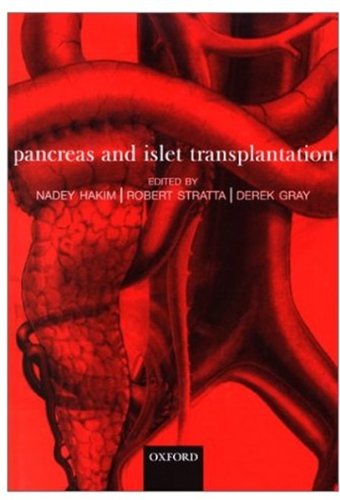 pancreas and islet transplantation
EDITED BY
NADEY HAKIM | ROBERT STRATTA | DEREK GRAY
OXFORD